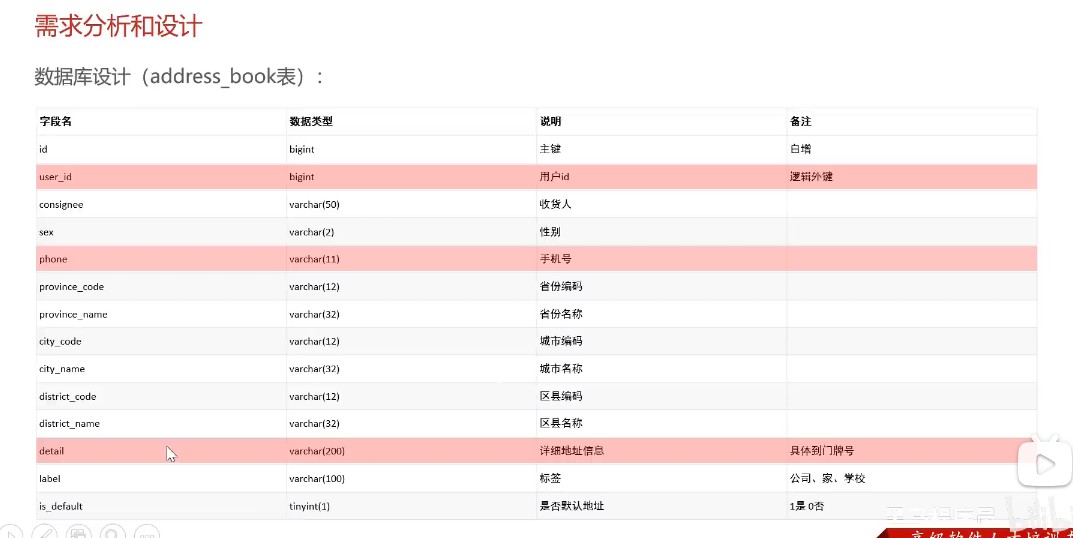 需求分析和设计
数据库设计（address_book表）：
字段名 数据类型 说明 备注
id bigint 主键 自增
user_id bigint 用户id 逻辑外键
consignee varchar(50) 收货人
sex varchar(2) 性别
phone varchar(11) 手机号
province_code varchar(12) 省份编码
province_name varchar(32) 省份名称
city_code varchar(12) 城市编码
city_name varchar(32) 城市名称
district_code varchar(12) 区县编码
district_name varchar(32) 区县名称
detail varchar(200) 详细地址信息 具体到门牌号
label varchar(100) 标签 公司、家、学校
is_default tinyint(1) 是否默认地址 1是 0否